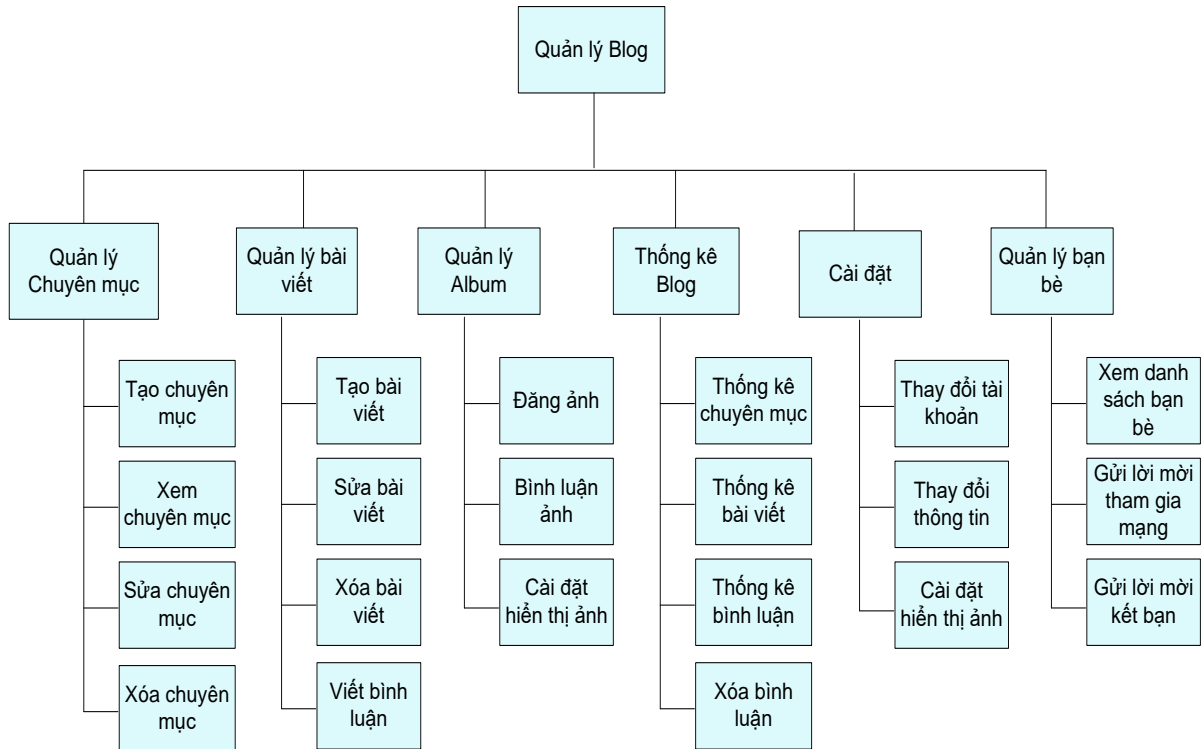 Quản lý Blog
Quản lý
Chuyên mục
Quản lý bài
viết
Quản lý
Album
Thống kê
Blog
Cài đặt
Quản lý bạn
bè
Tạo chuyên
mục
Xem
chuyên mục
Sửa chuyên
mục
Xóa chuyên
mục
Tạo bài
viết
Sửa bài
viết
Xóa bài
viết
Viết bình
luận
Đăng ảnh
Bình luận
ảnh
Cài đặt
hiển thị ảnh
Thống kê
chuyên mục
Thống kê
bài viết
Thống kê
bình luận
Xóa bình
luận
Thay đổi tài
khoản
Thay đổi
thông tin
Cài đặt
hiển thị ảnh
Xem danh
sách bạn
bè
Gửi lời mời
tham gia
mạng
Gửi lời mời
kết bạn